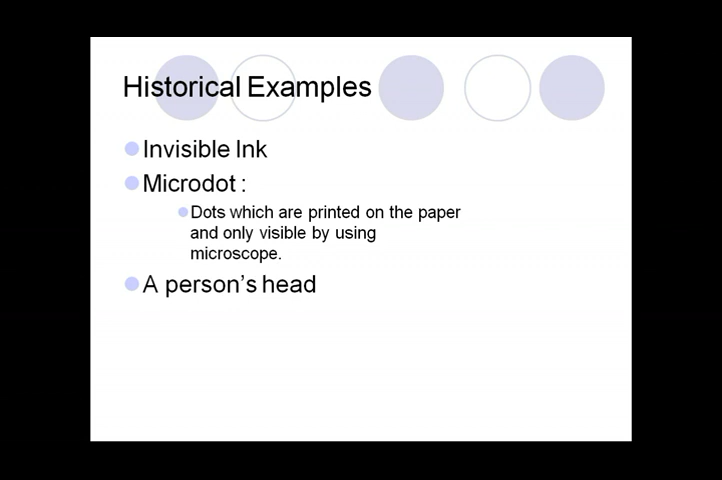 Historical Examples
Invisible Ink
Microdot :
Dots which are printed on the paper
and only visible by using
microscope.
A person's head